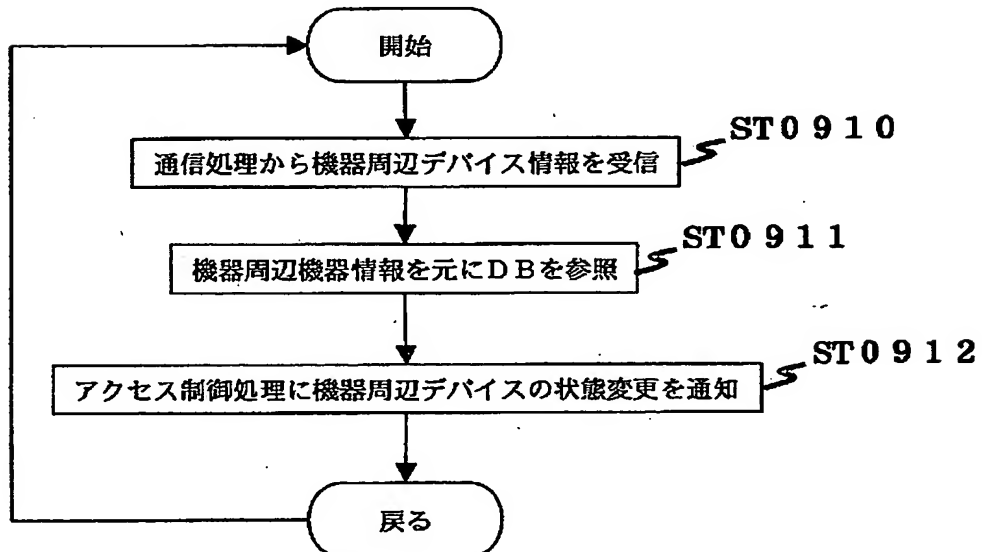 開始
ST0910
通信処理から機器周辺デバイス情報を受信
ST0911
機器周辺機器情報を元にDBを参照
ST0912
アクセス制御処理に機器周辺デバイスの状態変更を通知
戻る